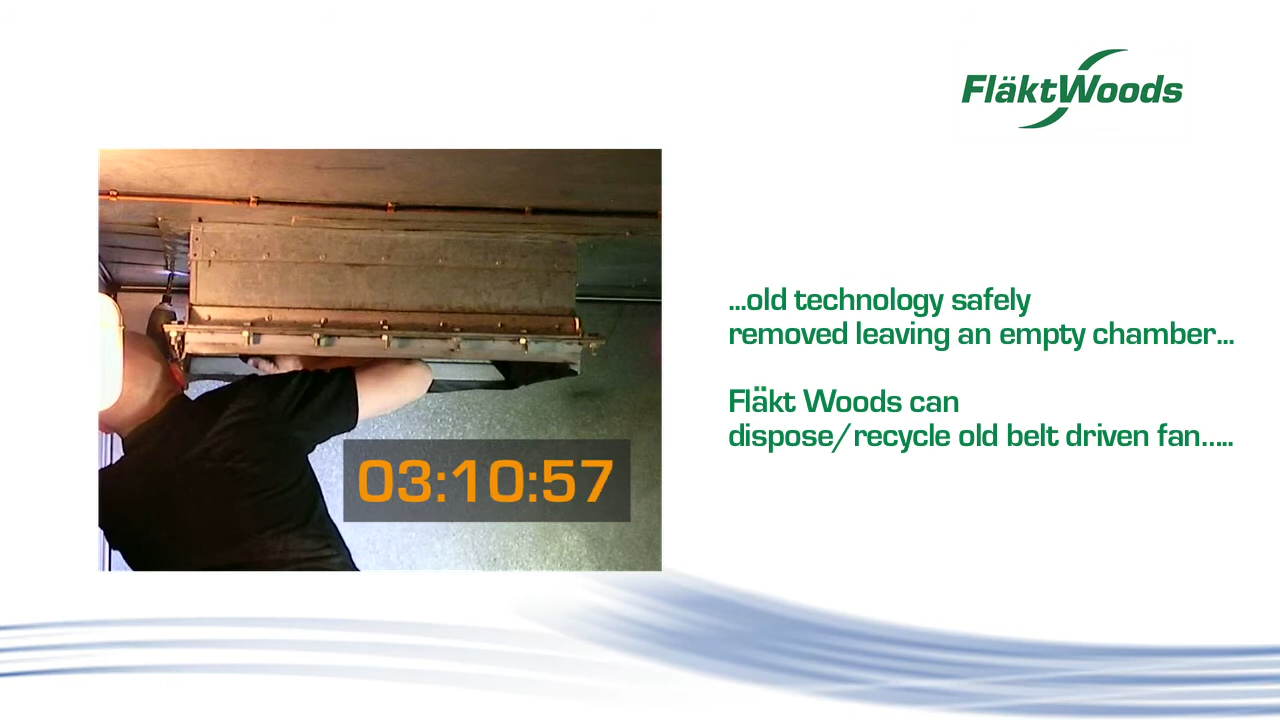 FläktWoods
...old technology safely
removed leaving an empty chamber...
Fläkt Woods can
dispose/recycle old belt driven fan.....
03:10:57